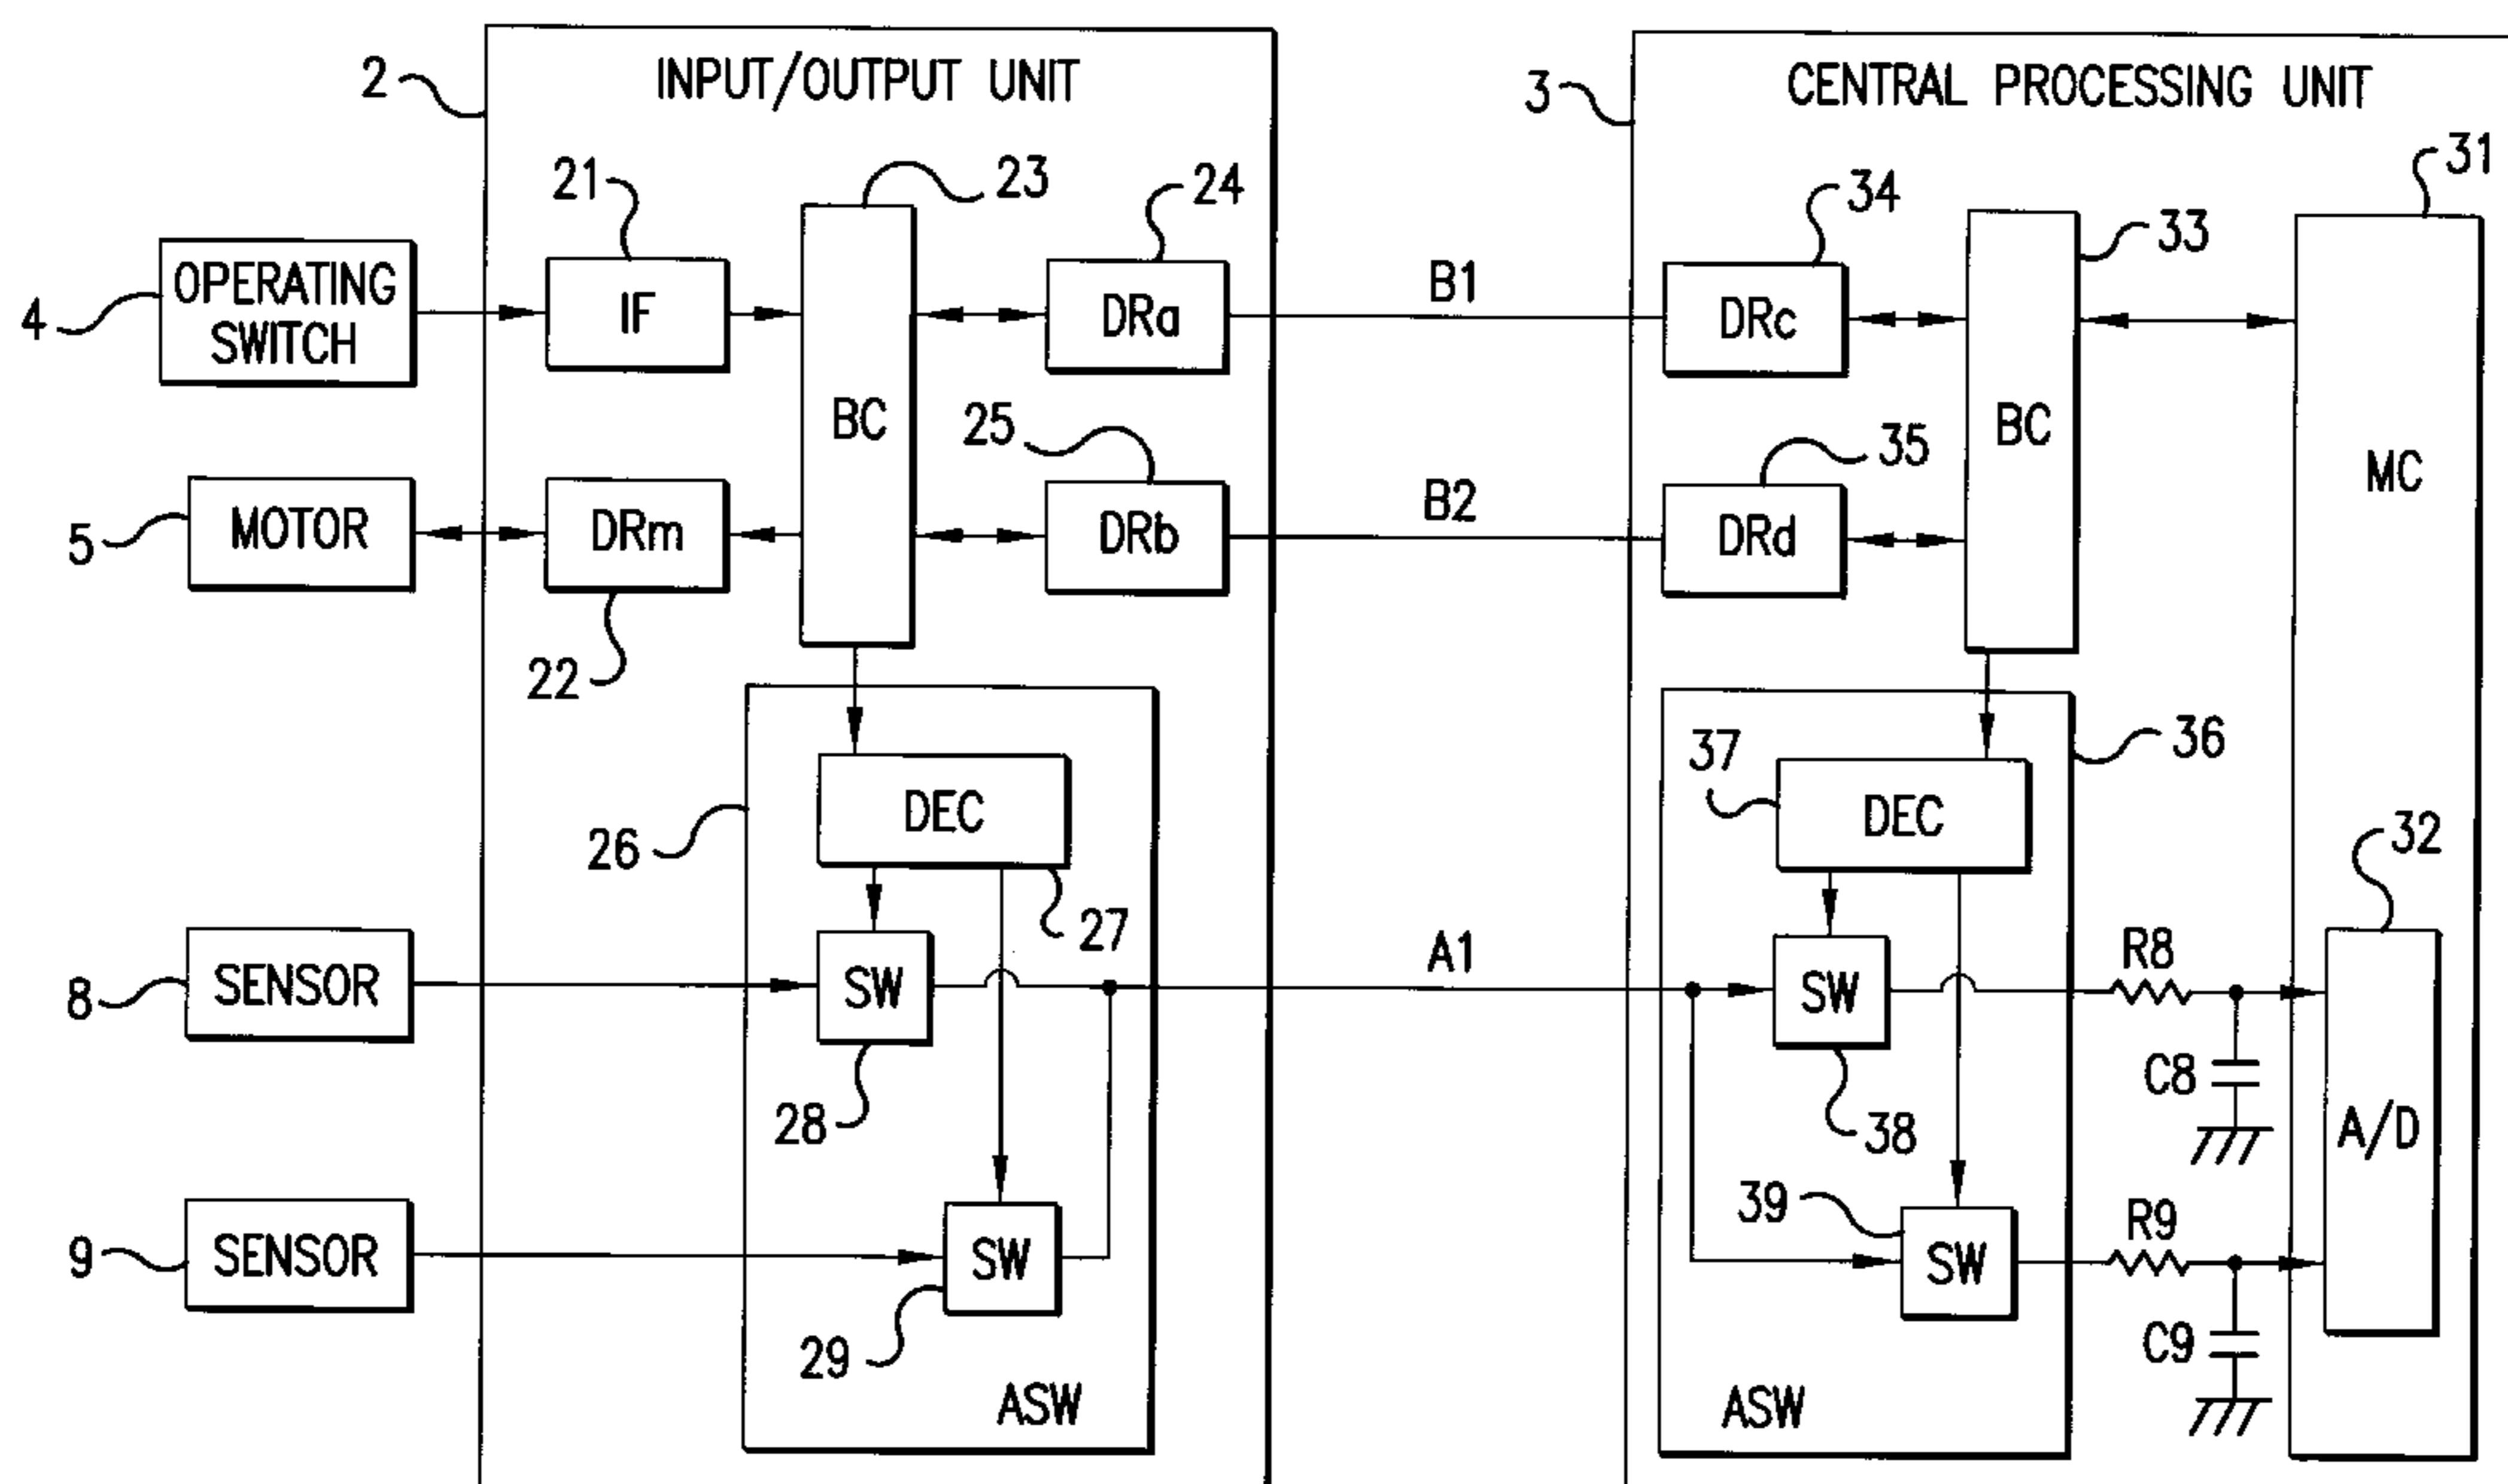 2
INPUT/OUTPUT UNIT
3
CENTRAL PROCESSING UNIT
21
23
24
34
33
31
4
OPERATING
SWITCH
IF
BC
DRa
B1
DRc
BC
MC
25
35
5
MOTOR
DRm
DRb
B2
DRd
22
26
DEC
27
37
DEC
36
32
8
SENSOR
SW
28
A1
SW
38
R8
C8
A/D
9
SENSOR
SW
29
39
SW
R9
C9
ASW
ASW